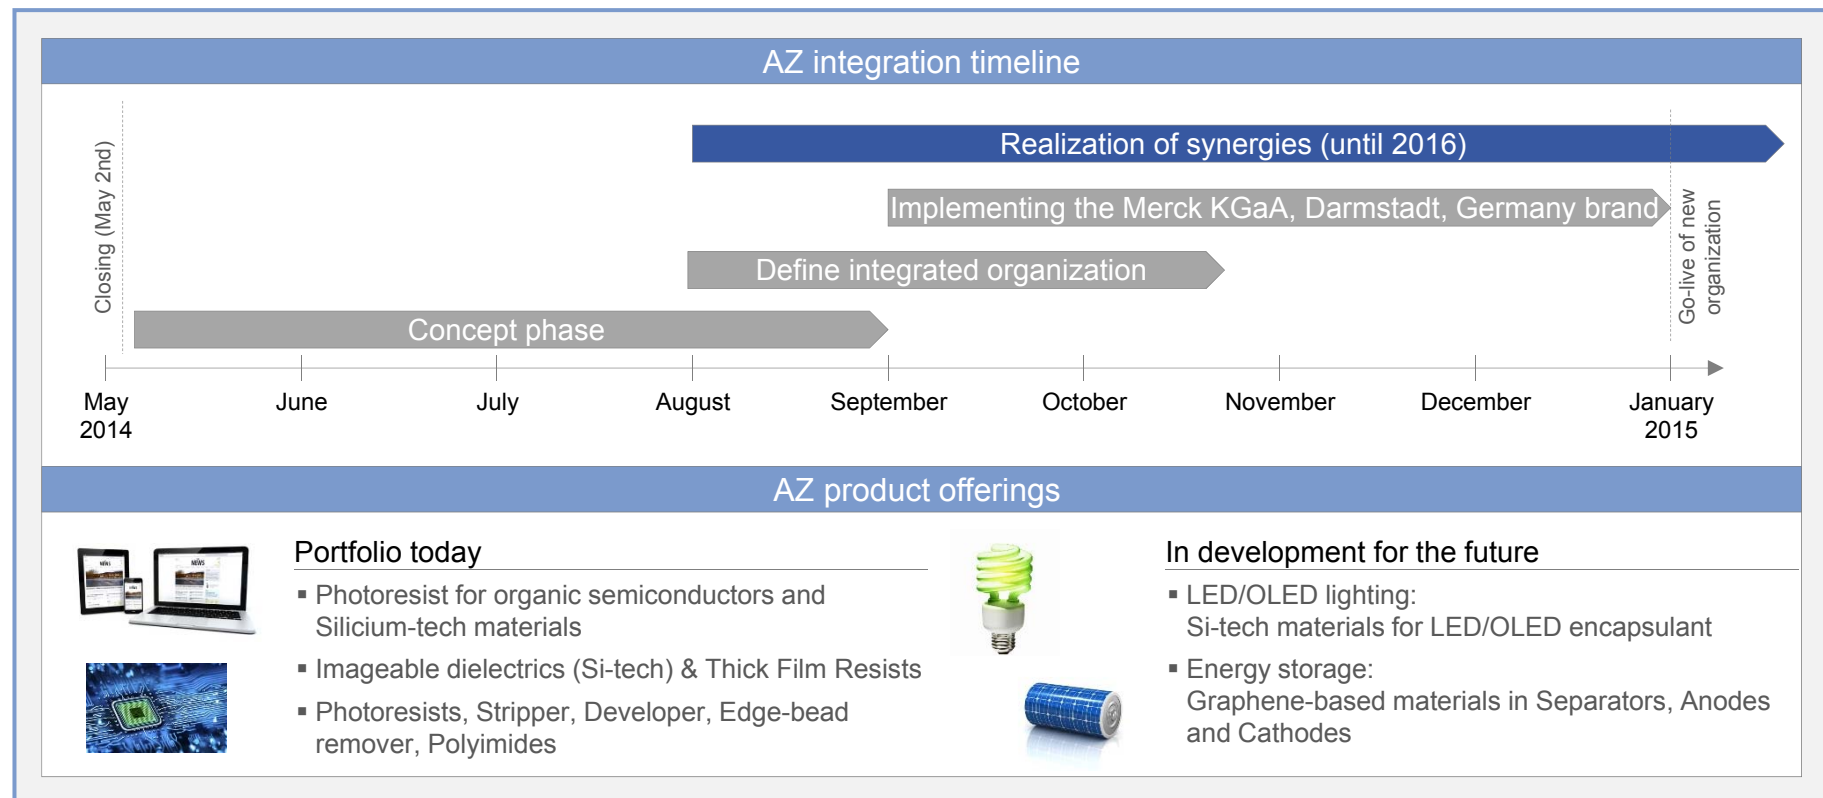 AZ integration timeline
Closing (May 2nd)
Realization of synergies (until 2016)
Implementing the Merck KGaA, Darmstadt, Germany brand
Define integrated organization
Concept phase
Go-live of new
organization
May
2014
June
July
August
September
October
November
December
January
2015
AZ product offerings
NEWS
NEWS
Portfolio today
▪ Photoresist for organic semiconductors and
Silicium-tech materials
▪ Imageable dielectrics (Si-tech) & Thick Film Resists
▪ Photoresists, Stripper, Developer, Edge-bead
remover, Polyimides
In development for the future
▪ LED/OLED lighting:
Si-tech materials for LED/OLED encapsulant
▪ Energy storage:
Graphene-based materials in Separators, Anodes
and Cathodes